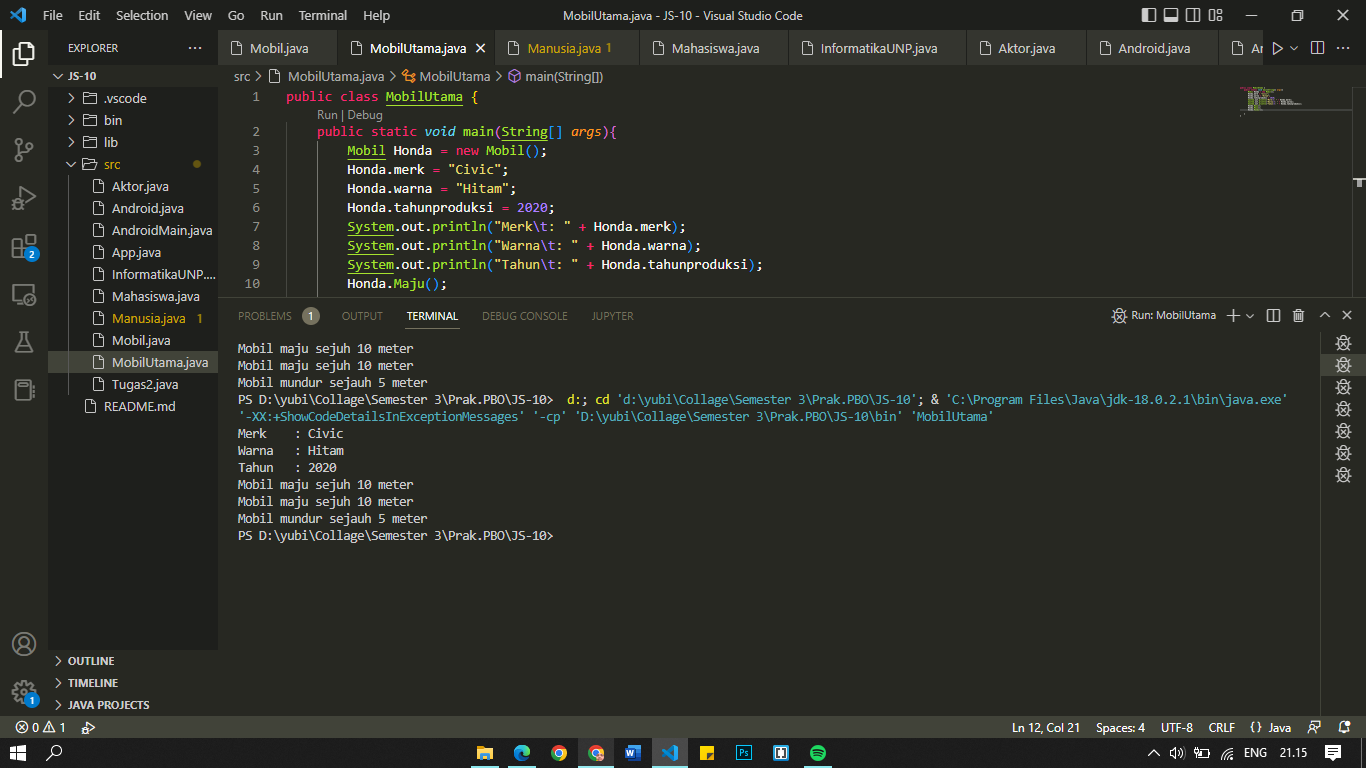 File Edit Selection View Go Run Terminal Help MobilUtama.java - JS-10 - Visual Studio Code
EXPLORER
Mobil.java MobilUtama.java Manusia.java 1 Mahasiswa.java InformatikaUNP.java Aktor.java Android.java
JS-10
.vscode
bin
lib
src
Aktor.java
Android.java
AndroidMain.java
App.java
InformatikaUNP....
Mahasiswa.java
Manusia.java 1
Mobil.java
MobilUtama.java
Tugas2.java
README.md
OUTLINE
TIMELINE
JAVA PROJECTS
2
1
src > MobilUtama.java > MobilUtama > main(String[])
1 public class MobilUtama {
Run | Debug
2 public static void main(String[] args){
3 Mobil Honda = new Mobil();
4 Honda.merk = "Civic";
5 Honda.warna = "Hitam";
6 Honda.tahunproduksi = 2020;
7 System.out.println("Merk\t: " + Honda.merk);
8 System.out.println("Warna\t: " + Honda.warna);
9 System.out.println("Tahun\t: " + Honda.tahunproduksi);
10 Honda.Maju();
PROBLEMS 1 OUTPUT TERMINAL DEBUG CONSOLE JUPYTER Run: MobilUtama
Mobil maju sejuh 10 meter
Mobil maju sejuh 10 meter
Mobil mundur sejauh 5 meter
PS D:\yubi\Collage\Semester 3\Prak.PBO\JS-10> d:; cd 'd:\yubi\Collage\Semester 3\Prak.PBO\JS-10'; & 'C:\Program Files\Java\jdk-18.0.2.1\bin\java.exe'
'-XX:+ShowCodeDetailsInExceptionMessages' '-cp' 'D:\yubi\Collage\Semester 3\Prak.PBO\JS-10\bin' 'MobilUtama'
Merk : Civic
Warna : Hitam
Tahun : 2020
Mobil maju sejuh 10 meter
Mobil maju sejuh 10 meter
Mobil mundur sejauh 5 meter
PS D:\yubi\Collage\Semester 3\Prak.PBO\JS-10>
0 1 Ln 12, Col 21 Spaces: 4 UTF-8 CRLF {} Java
ENG 21.15